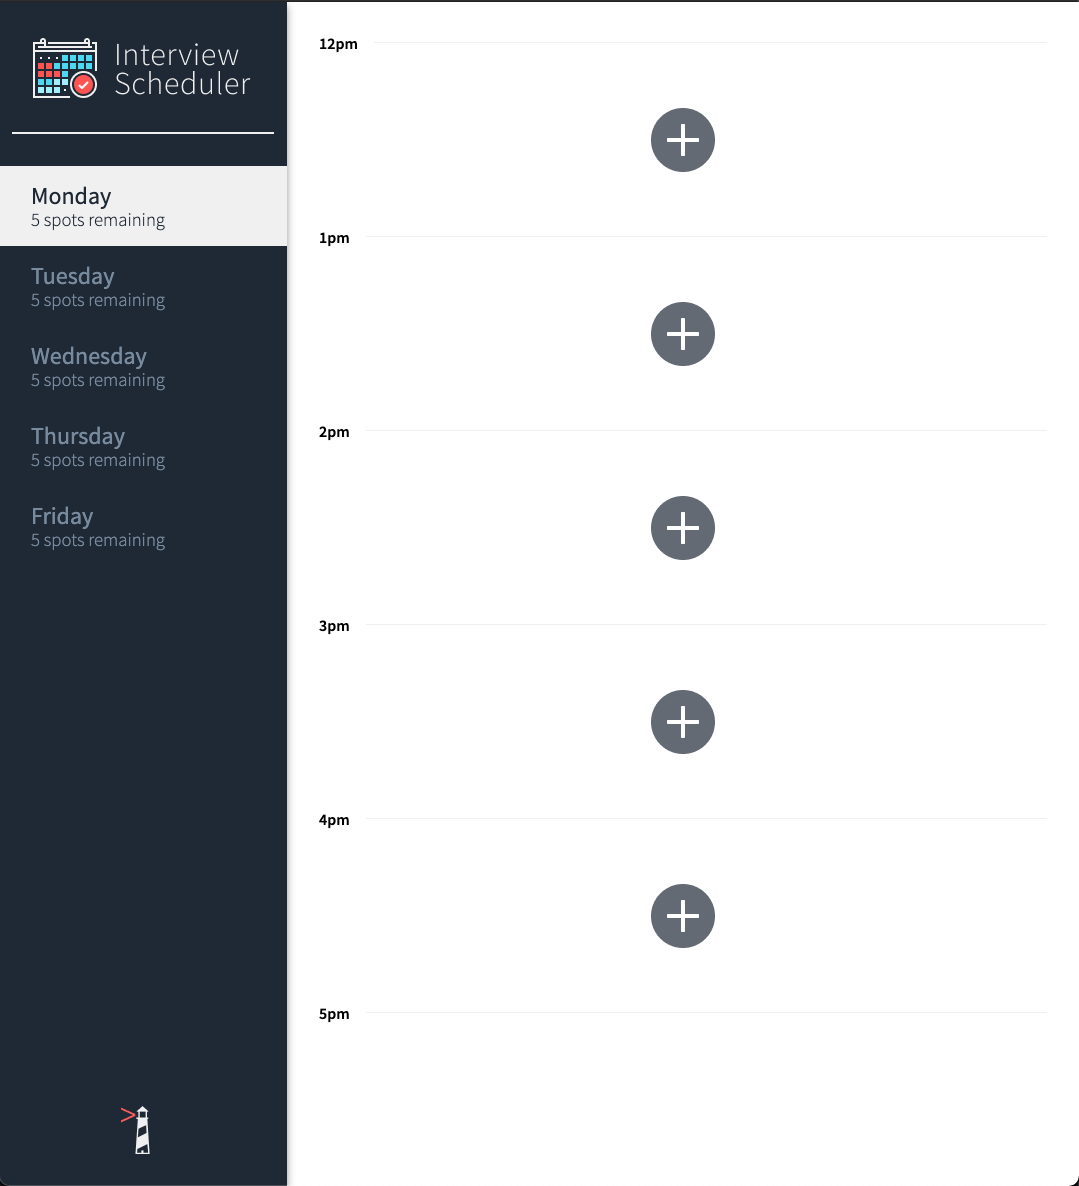 Interview
Scheduler
Monday
5 spots remaining
Tuesday
5 spots remaining
Wednesday
5 spots remaining
Thursday
5 spots remaining
Friday
5 spots remaining
12pm
1pm
2pm
3pm
4pm
5pm